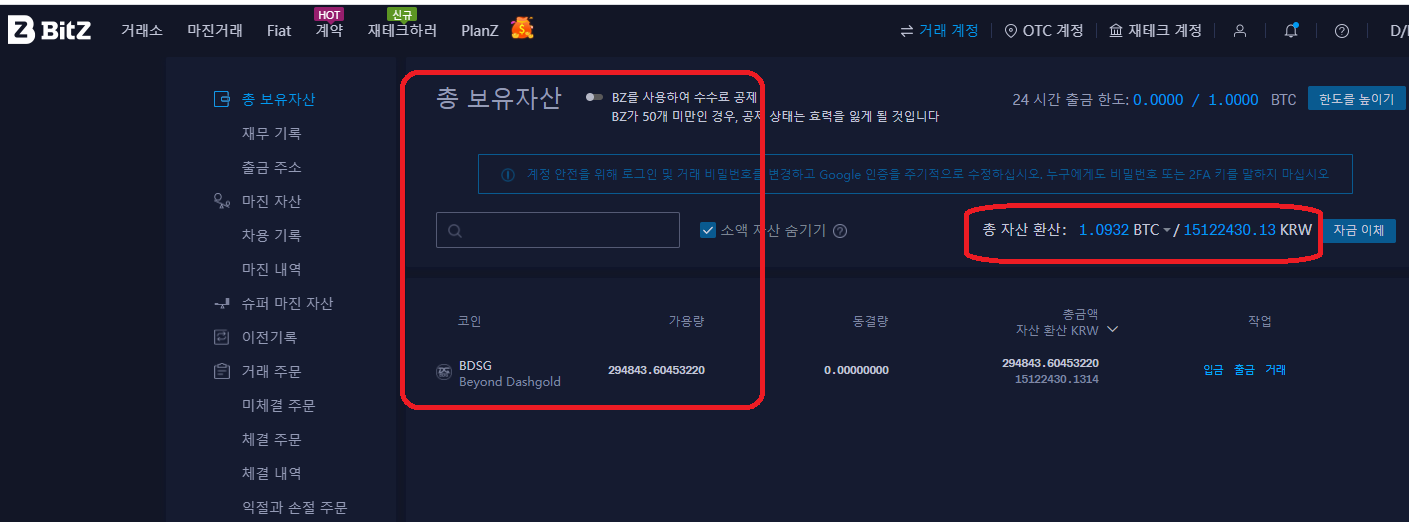 BitZ 거래소 마진거래 Fiat HOT 계약 신규 재테크하러 PlanZ 거래 계정 OTC 계정 재테크 계정
총 보유자산
재무 기록
출금 주소
마진 자산
차용 기록
마진 내역
슈퍼 마진 자산
이전기록
거래 주문
미체결 주문
체결 주문
체결 내역
익절과 손절 주문
총 보유자산
BZ를 사용하여 수수료 공제
BZ가 50개 미만인 경우, 공제 상태는 효력을 잃게 될 것입니다
24 시간 출금 한도: 0.0000 / 1.0000 BTC 한도를 높이기
계정 안전을 위해 로그인 및 거래 비밀번호를 변경하고 Google 인증을 주기적으로 수정하십시오. 누구에게도 비밀번호 또는 2FA 키를 말하지 마십시오
소액 자산 숨기기
총 자산 환산: 1.0932 BTC / 15122430.13 KRW 자금 이체
코인 가용량 동결량 총금액 작업
자산 환산 KRW
BDSG 294843.60453220 0.00000000 294843.60453220 입금 출금 거래
Beyond Dashgold 15122430.1314